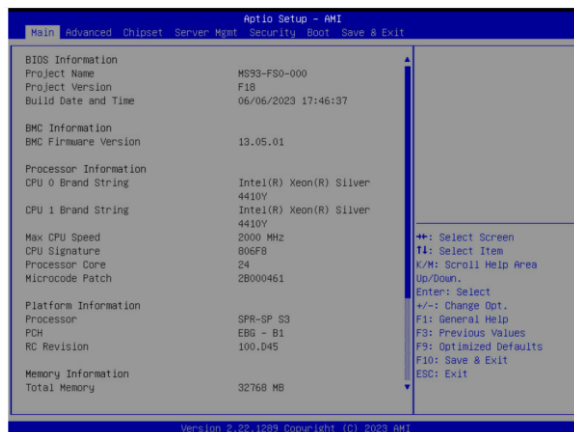 Aptio Setup – AMI
Main Advanced Chipset Server Mgmt Security Boot Save & Exit
BIOS Information
Project Name MS93-FS0-000
Project Version F18
Build Date and Time 06/06/2023 17:46:37
BMC Information
BMC Firmware Version 13.05.01
Processor Information
CPU 0 Brand String Intel(R) Xeon(R) Silver
4410Y
CPU 1 Brand String Intel(R) Xeon(R) Silver
4410Y
Max CPU Speed 2000 MHz
CPU Signature 806F8
Processor Core 24
Microcode Patch 2B000461
Platform Information
Processor SPR-SP S3
PCH EBG - B1
RC Revision 100.D45
Memory Information
Total Memory 32768 MB
→←: Select Screen
↑↓: Select Item
K/M: Scroll Help Area
Up/Down.
Enter: Select
+/-: Change Opt.
F1: General Help
F3: Previous Values
F9: Optimized Defaults
F10: Save & Exit
ESC: Exit
Version 2.22.1289 Copyright (C) 2023 AMI